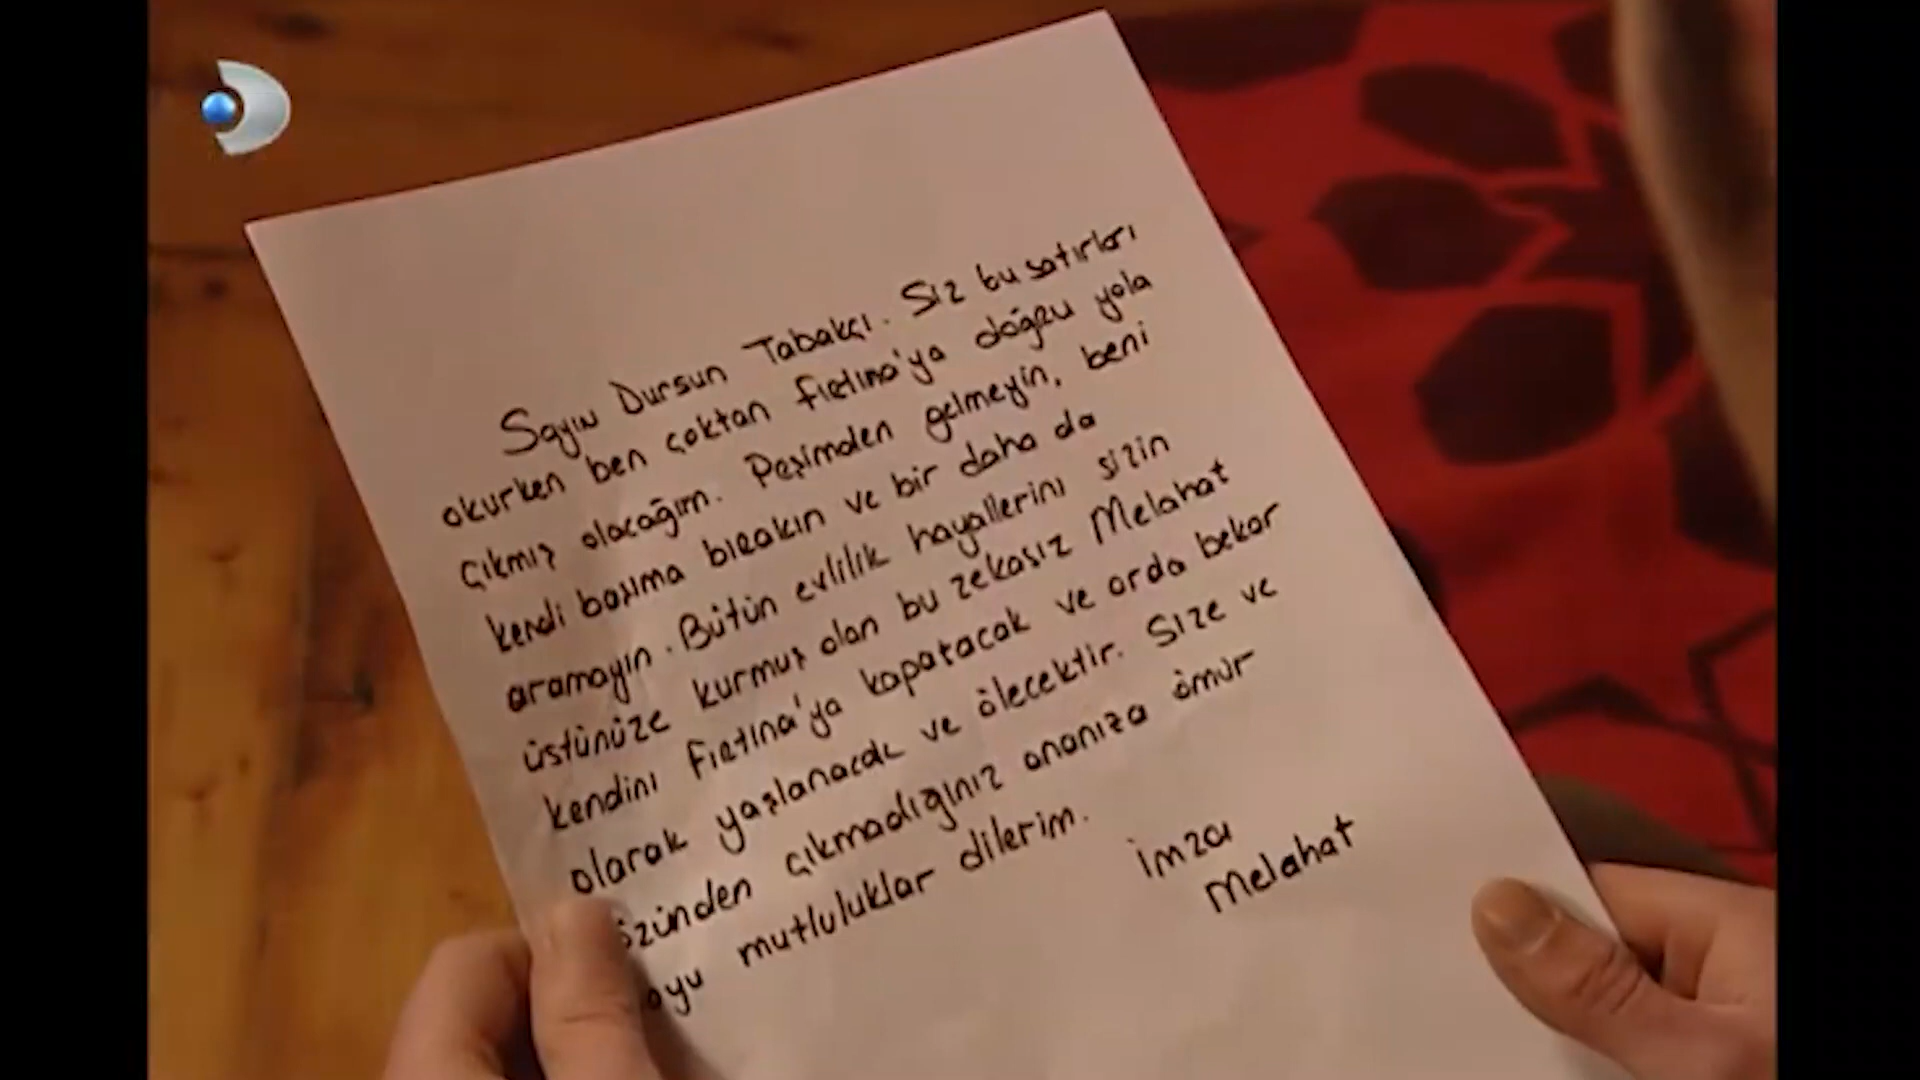 Sayın Dursun Tabakçı. Siz bu satırları
okurken ben çoktan Fırtına'ya doğru yola
çıkmış olacağım. Peşimden gelmeyin, beni
kendi başıma bırakın ve bir daha da
aramayın. Bütün evlilik hayallerini sizin
üstünüze kurmuş olan bu zekasız Melahat
kendini Fırtına'ya kapatacak ve orda bekar
olarak yaşlanacak ve ölecektir. Size ve
sözünden çıkmadığınız ananıza ömür
boyu mutluluklar dilerim.
İmza
Melahat